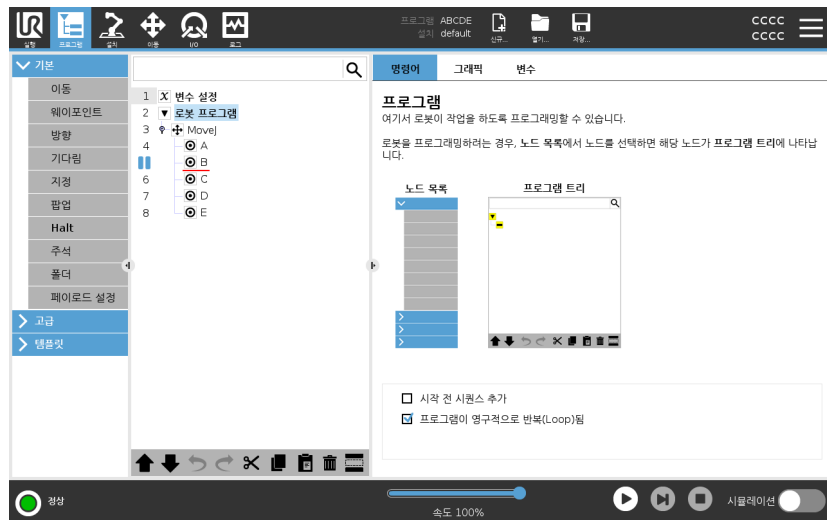 UR
프로그램 ABCDE
설치 default
cccc
cccc
실행
프로그램
설치
이동
I/O
로그
신규...
열기...
저장...
기본
이동
웨이포인트
방향
기다림
지정
팝업
Halt
주석
폴더
페이로드 설정
고급
템플릿
1 X 변수 설정
2 로봇 프로그램
3 MoveJ
4 A
B
6 C
7 D
8 E
명령어 그래픽 변수
프로그램
여기서 로봇이 작업을 하도록 프로그래밍할 수 있습니다.
로봇을 프로그래밍하려는 경우, 노드 목록에서 노드를 선택하면 해당 노드가 프로그램 트리에 나타납
니다.
노드 목록
프로그램 트리
시작 전 시퀀스 추가
프로그램이 영구적으로 반복(Loop)됨
정상
속도 100%
시뮬레이션